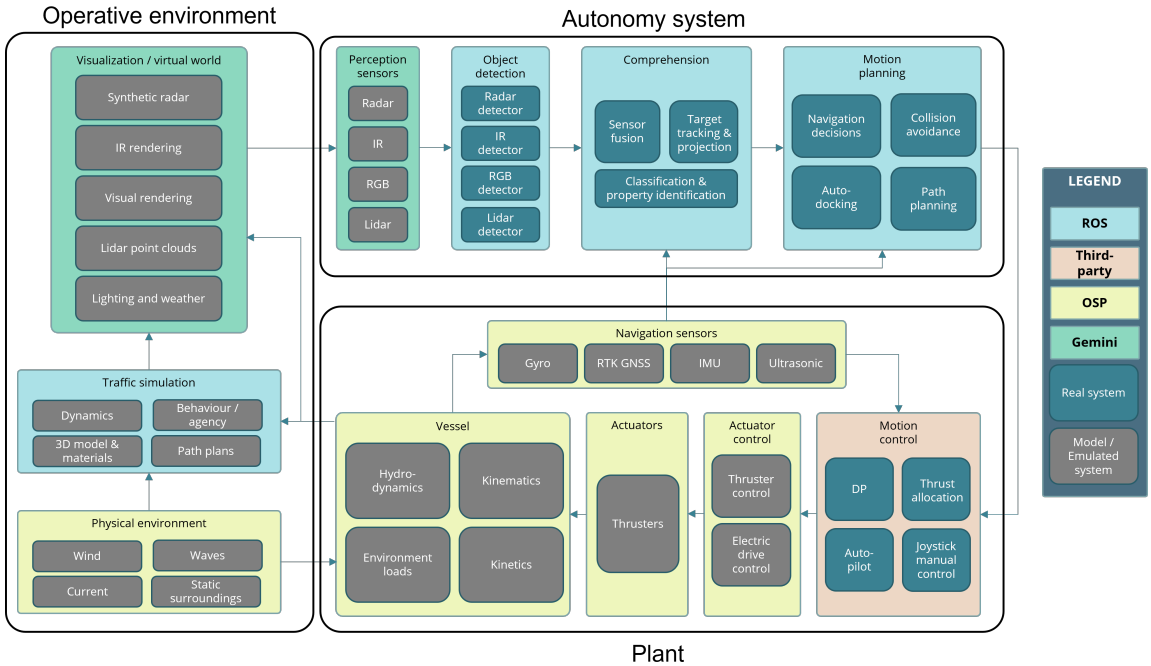 Operative environment
Visualization / virtual world
Synthetic radar
IR rendering
Visual rendering
Lidar point clouds
Lighting and weather
Traffic simulation
Dynamics
Behaviour /
agency
3D model &
materials
Path plans
Physical environment
Wind
Waves
Current
Static
surroundings
Autonomy system
Perception
sensors
Radar
IR
RGB
Lidar
Object
detection
Radar
detector
IR
detector
RGB
detector
Lidar
detector
Comprehension
Sensor
fusion
Target
tracking &
projection
Classification &
property identification
Motion
planning
Navigation
decisions
Collision
avoidance
Auto-
docking
Path
planning
Navigation sensors
Gyro
RTK GNSS
IMU
Ultrasonic
Vessel
Hydro-
dynamics
Kinematics
Environment
loads
Kinetics
Actuators
Thrusters
Actuator
control
Thruster
control
Electric
drive
control
Motion
control
DP
Thrust
allocation
Auto-
pilot
Joystick
manual
control
Plant
LEGEND
ROS
Third-
party
OSP
Gemini
Real system
Model /
Emulated
system